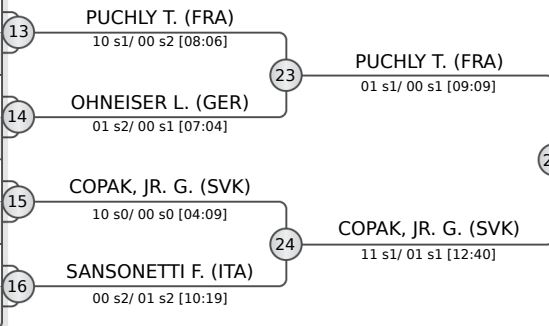 PUCHLY T. (FRA)
13
10 s1/ 00 s2 [08:06]
23
PUCHLY T. (FRA)
01 s1/ 00 s1 [09:09]
OHNEISER L. (GER)
14
01 s2/ 00 s1 [07:04]
COPAK, JR. G. (SVK)
15
10 s0/ 00 s0 [04:09]
24
COPAK, JR. G. (SVK)
11 s1/ 01 s1 [12:40]
SANSONETTI F. (ITA)
16
00 s2/ 01 s2 [10:19]